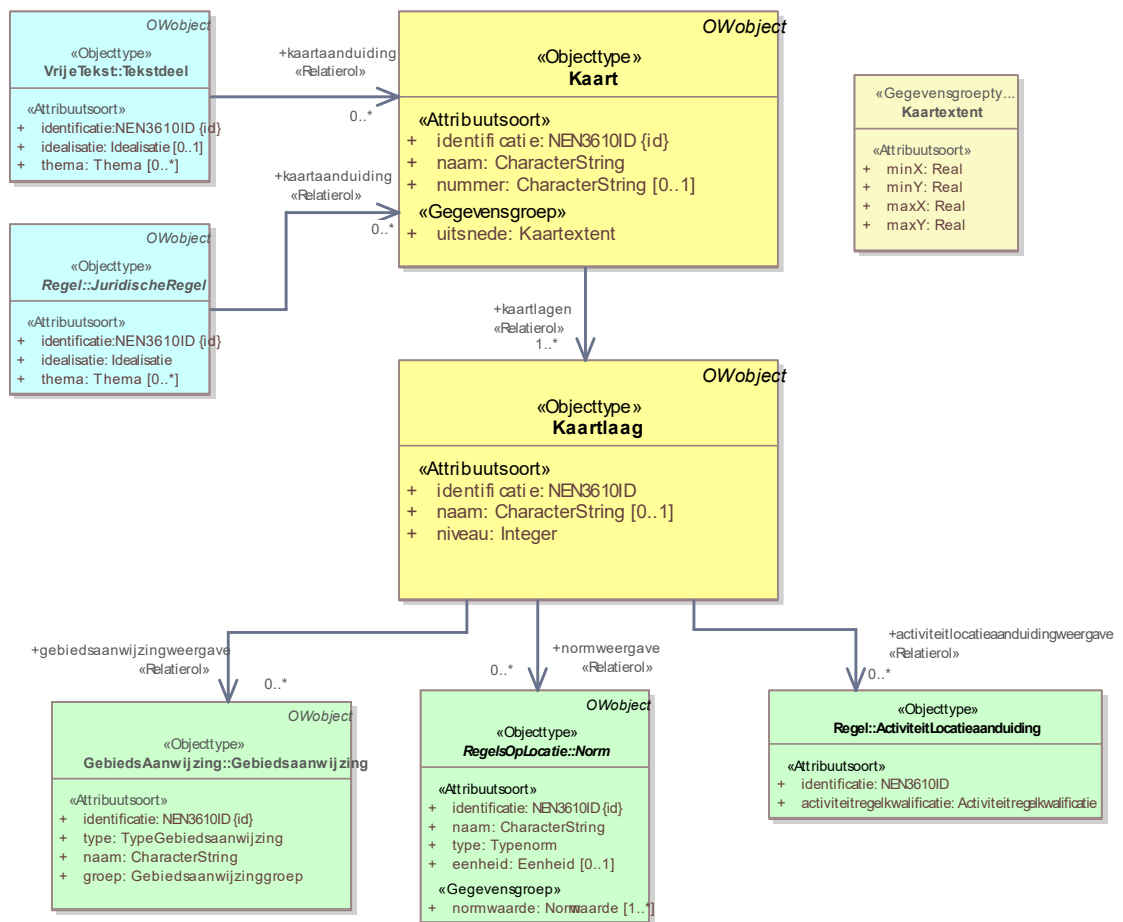 OWobject
«Objecttype»
VrijeTekst::Tekstdeel
«Attribuutsoort»
+ identificatie:NEN3610ID {id}
+ idealisatie: Idealisatie [0..1]
+ thema: Thema [0..*]
+kaartaanduiding
«Relatierol»
0..*
OWobject
«Objecttype»
Kaart
«Attribuutsoort»
+ identificatie: NEN3610ID {id}
+ naam: CharacterString
+ nummer: CharacterString [0..1]
«Gegevensgroep»
+ uitsnede: Kaartextent
«Gegevensgroepty...
Kaartextent
«Attribuutsoort»
+ minX: Real
+ minY: Real
+ maxX: Real
+ maxY: Real
+kaartaanduiding
«Relatierol»
0..*
OWobject
«Objecttype»
Regel::JuridischeRegel
«Attribuutsoort»
+ identificatie:NEN3610ID {id}
+ idealisatie: Idealisatie
+ thema: Thema [0..*]
+kaartlagen
«Relatierol»
1..*
OWobject
«Objecttype»
Kaartlaag
«Attribuutsoort»
+ identificatie: NEN3610ID
+ naam: CharacterString [0..1]
+ niveau: Integer
+gebiedsaanwijzingweergave
«Relatierol»
0..*
+normweergave
«Relatierol»
0..*
+activiteitlocatieaanduidingweergave
«Relatierol»
0..*
OWobject
«Objecttype»
GebiedsAanwijzing::Gebiedsaanwijzing
«Attribuutsoort»
+ identificatie: NEN3610ID {id}
+ type: TypeGebiedsaanwijzing
+ naam: CharacterString
+ groep: Gebiedsaanwijzinggroep
OWobject
«Objecttype»
RegelsOpLocatie::Norm
«Attribuutsoort»
+ identificatie: NEN3610ID {id}
+ naam: CharacterString
+ type: Typenorm
+ eenheid: Eenheid [0..1]
«Gegevensgroep»
+ normwaarde: Normwaarde [1..*]
«Objecttype»
Regel::ActiviteitLocatieaanduiding
«Attribuutsoort»
+ identificatie: NEN3610ID
+ activiteitregelkwalificatie: Activiteitregelkwalificatie